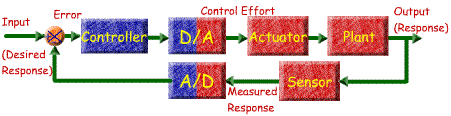 Input
(Desired
Response)
Error
Controller
D/A
Control Effort
Actuator
Plant
Output
(Response)
A/D
Measured
Response
Sensor